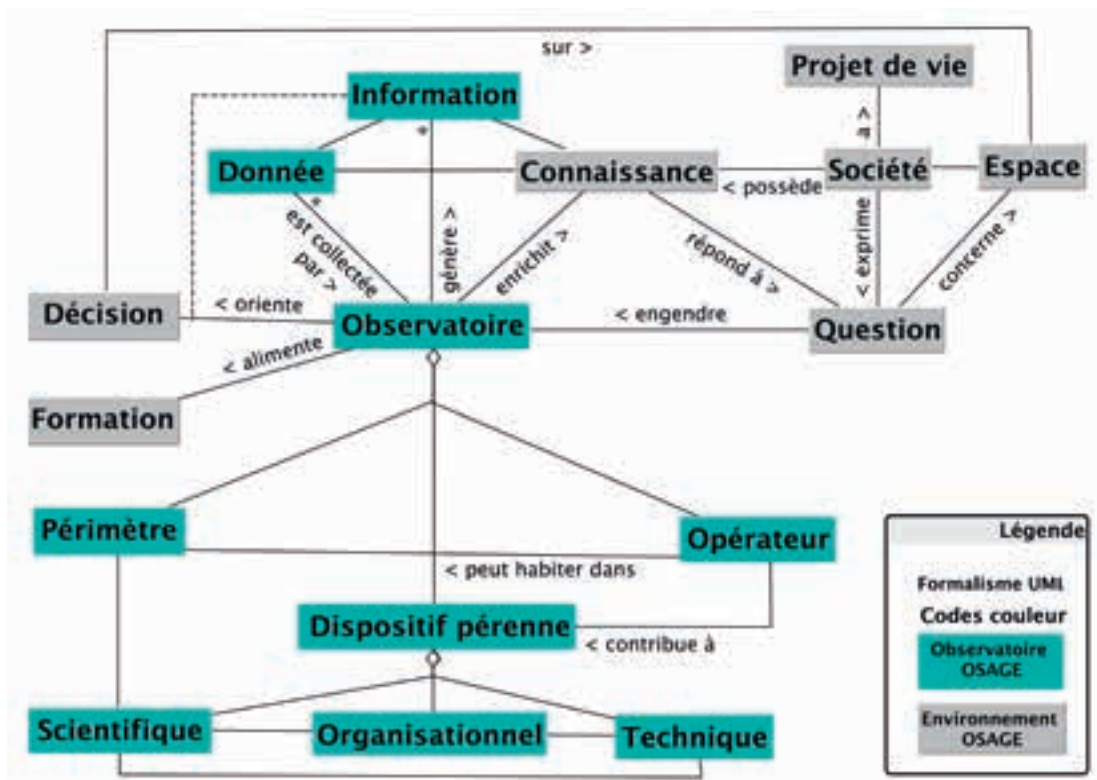 sur >
Projet de vie
Information
*
< a >
Donnée
Connaissance
Société
Espace
< possède
*
est collectée
par >
génère >
enrichit >
répond à >
< exprime
concerne >
Décision
< oriente
Observatoire
< engendre
Question
< alimente
Formation
Périmètre
Opérateur
< peut habiter dans
Dispositif pérenne
< contribue à
Scientifique
Organisationnel
Technique
Légende
Formalisme UML
Codes couleur
Observatoire
OSAGE
Environnement
OSAGE